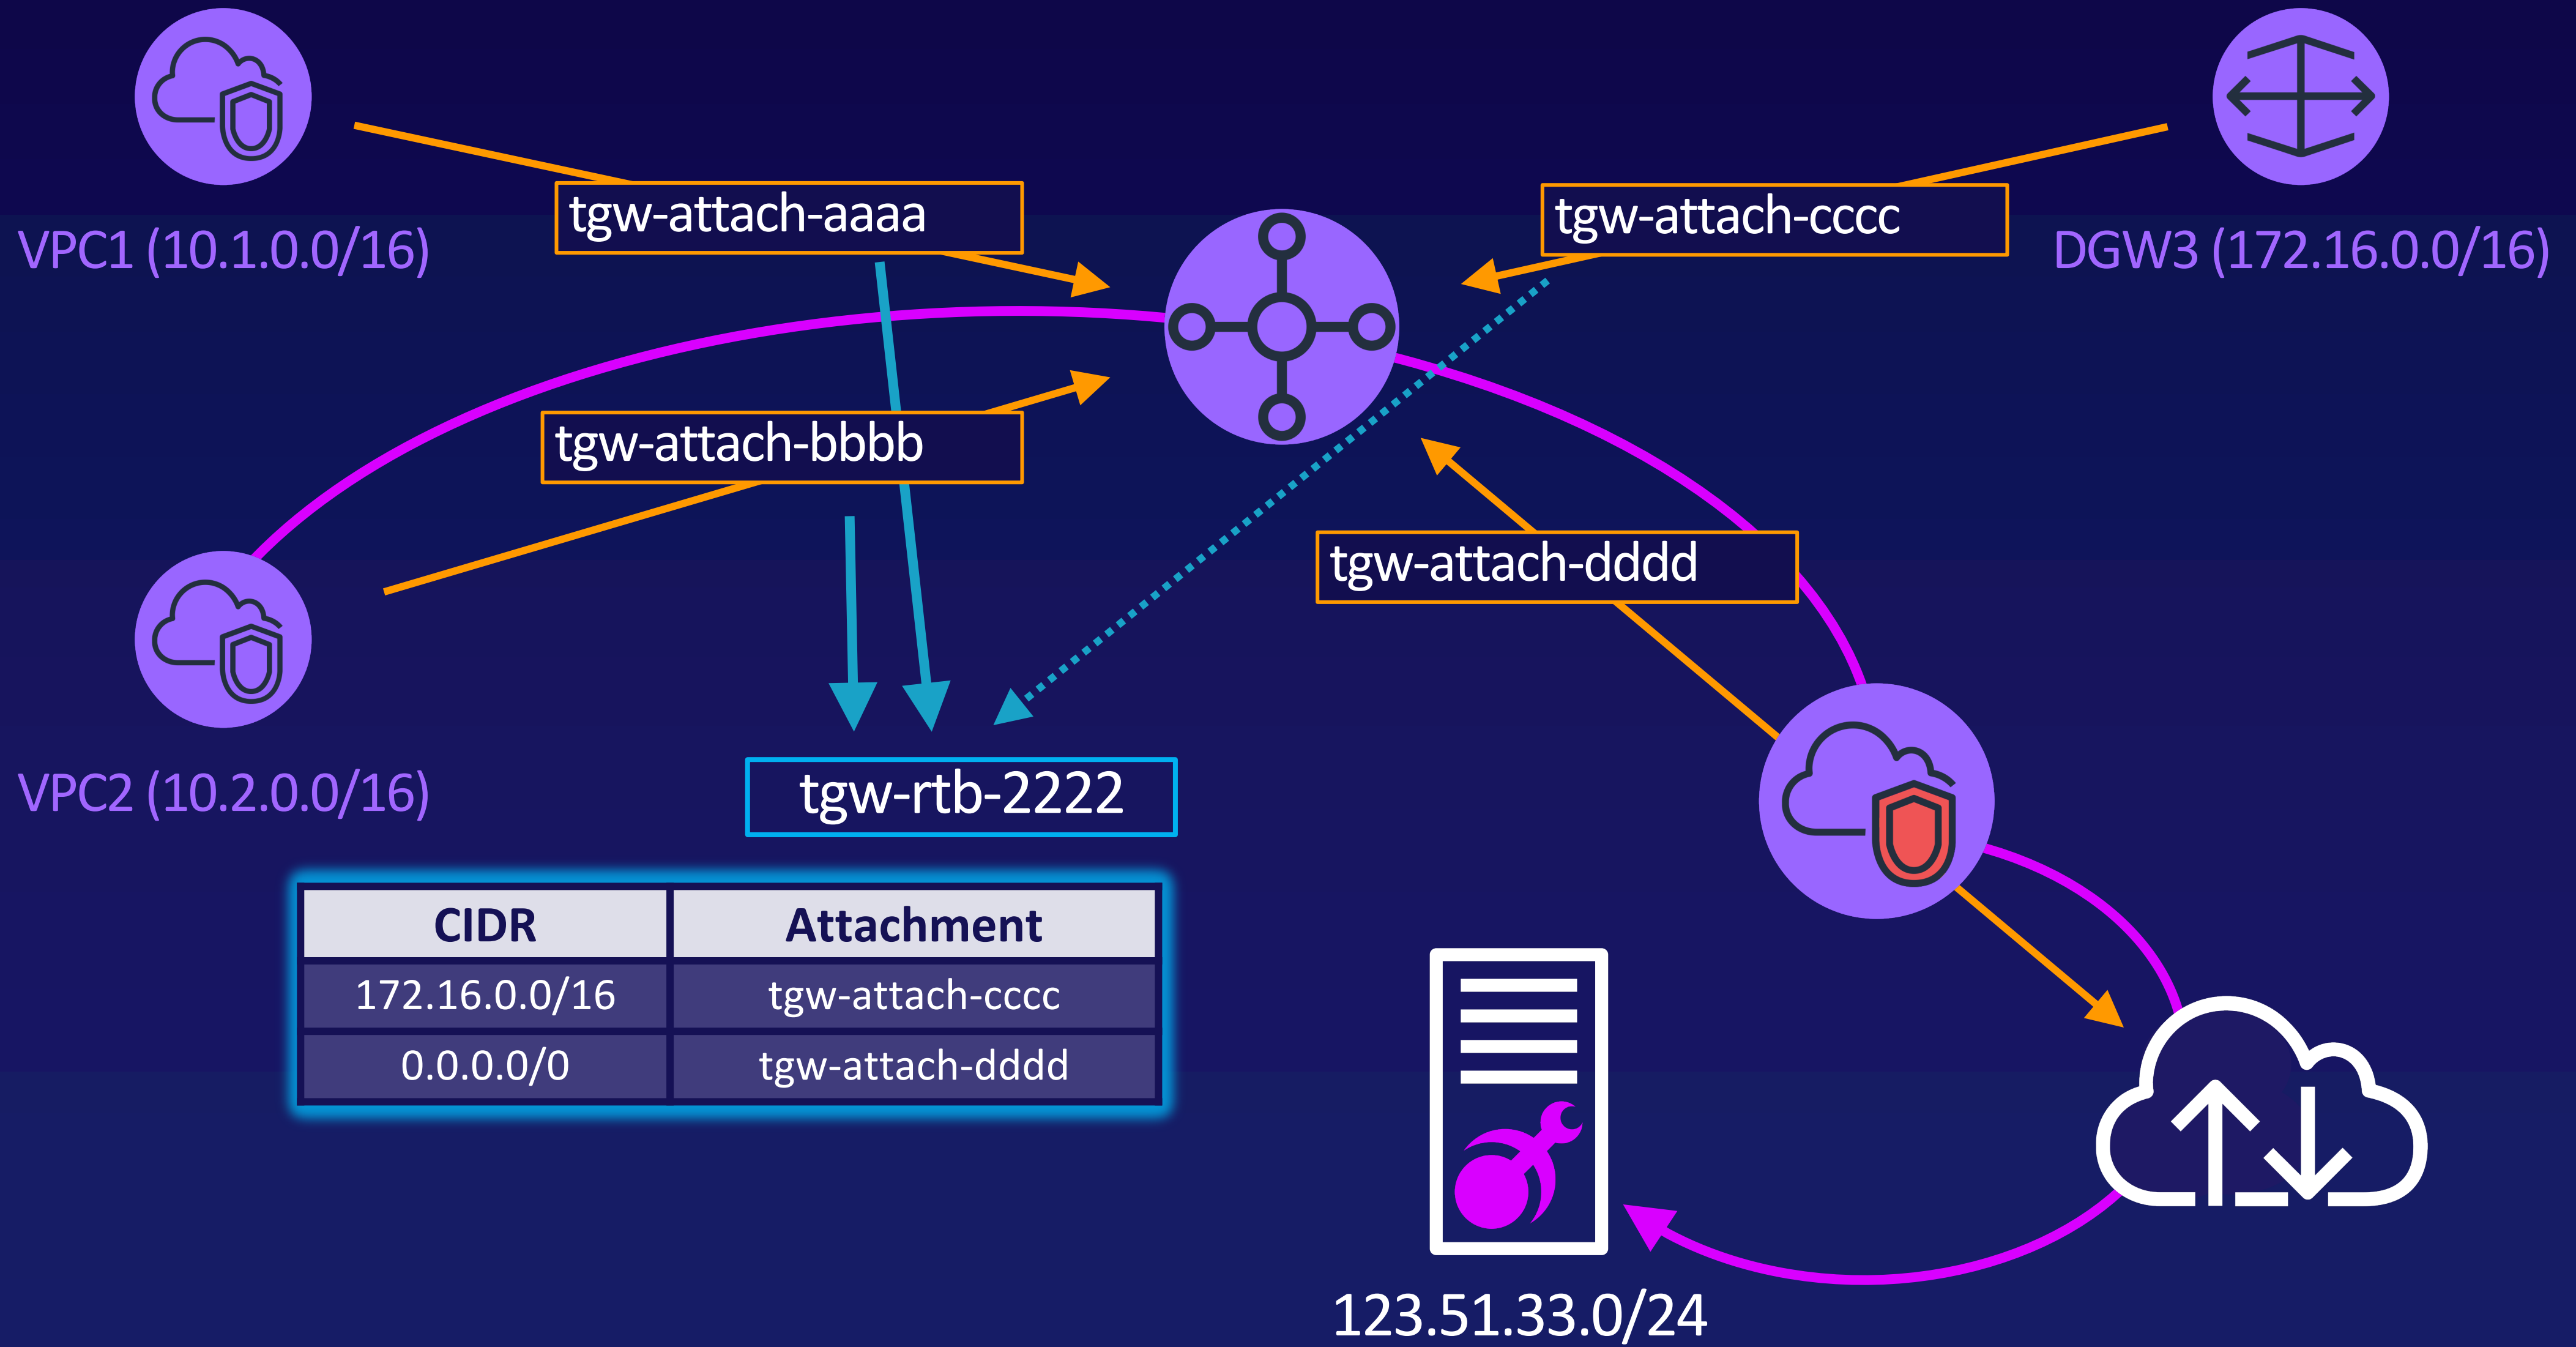 tgw-attach-aaaa
tgw-attach-cccc
VPC1 (10.1.0.0/16)
DGW3 (172.16.0.0/16)
tgw-attach-bbbb
tgw-attach-dddd
VPC2 (10.2.0.0/16)
tgw-rtb-2222
CIDR Attachment
172.16.0.0/16 tgw-attach-cccc
0.0.0.0/0 tgw-attach-dddd
123.51.33.0/24